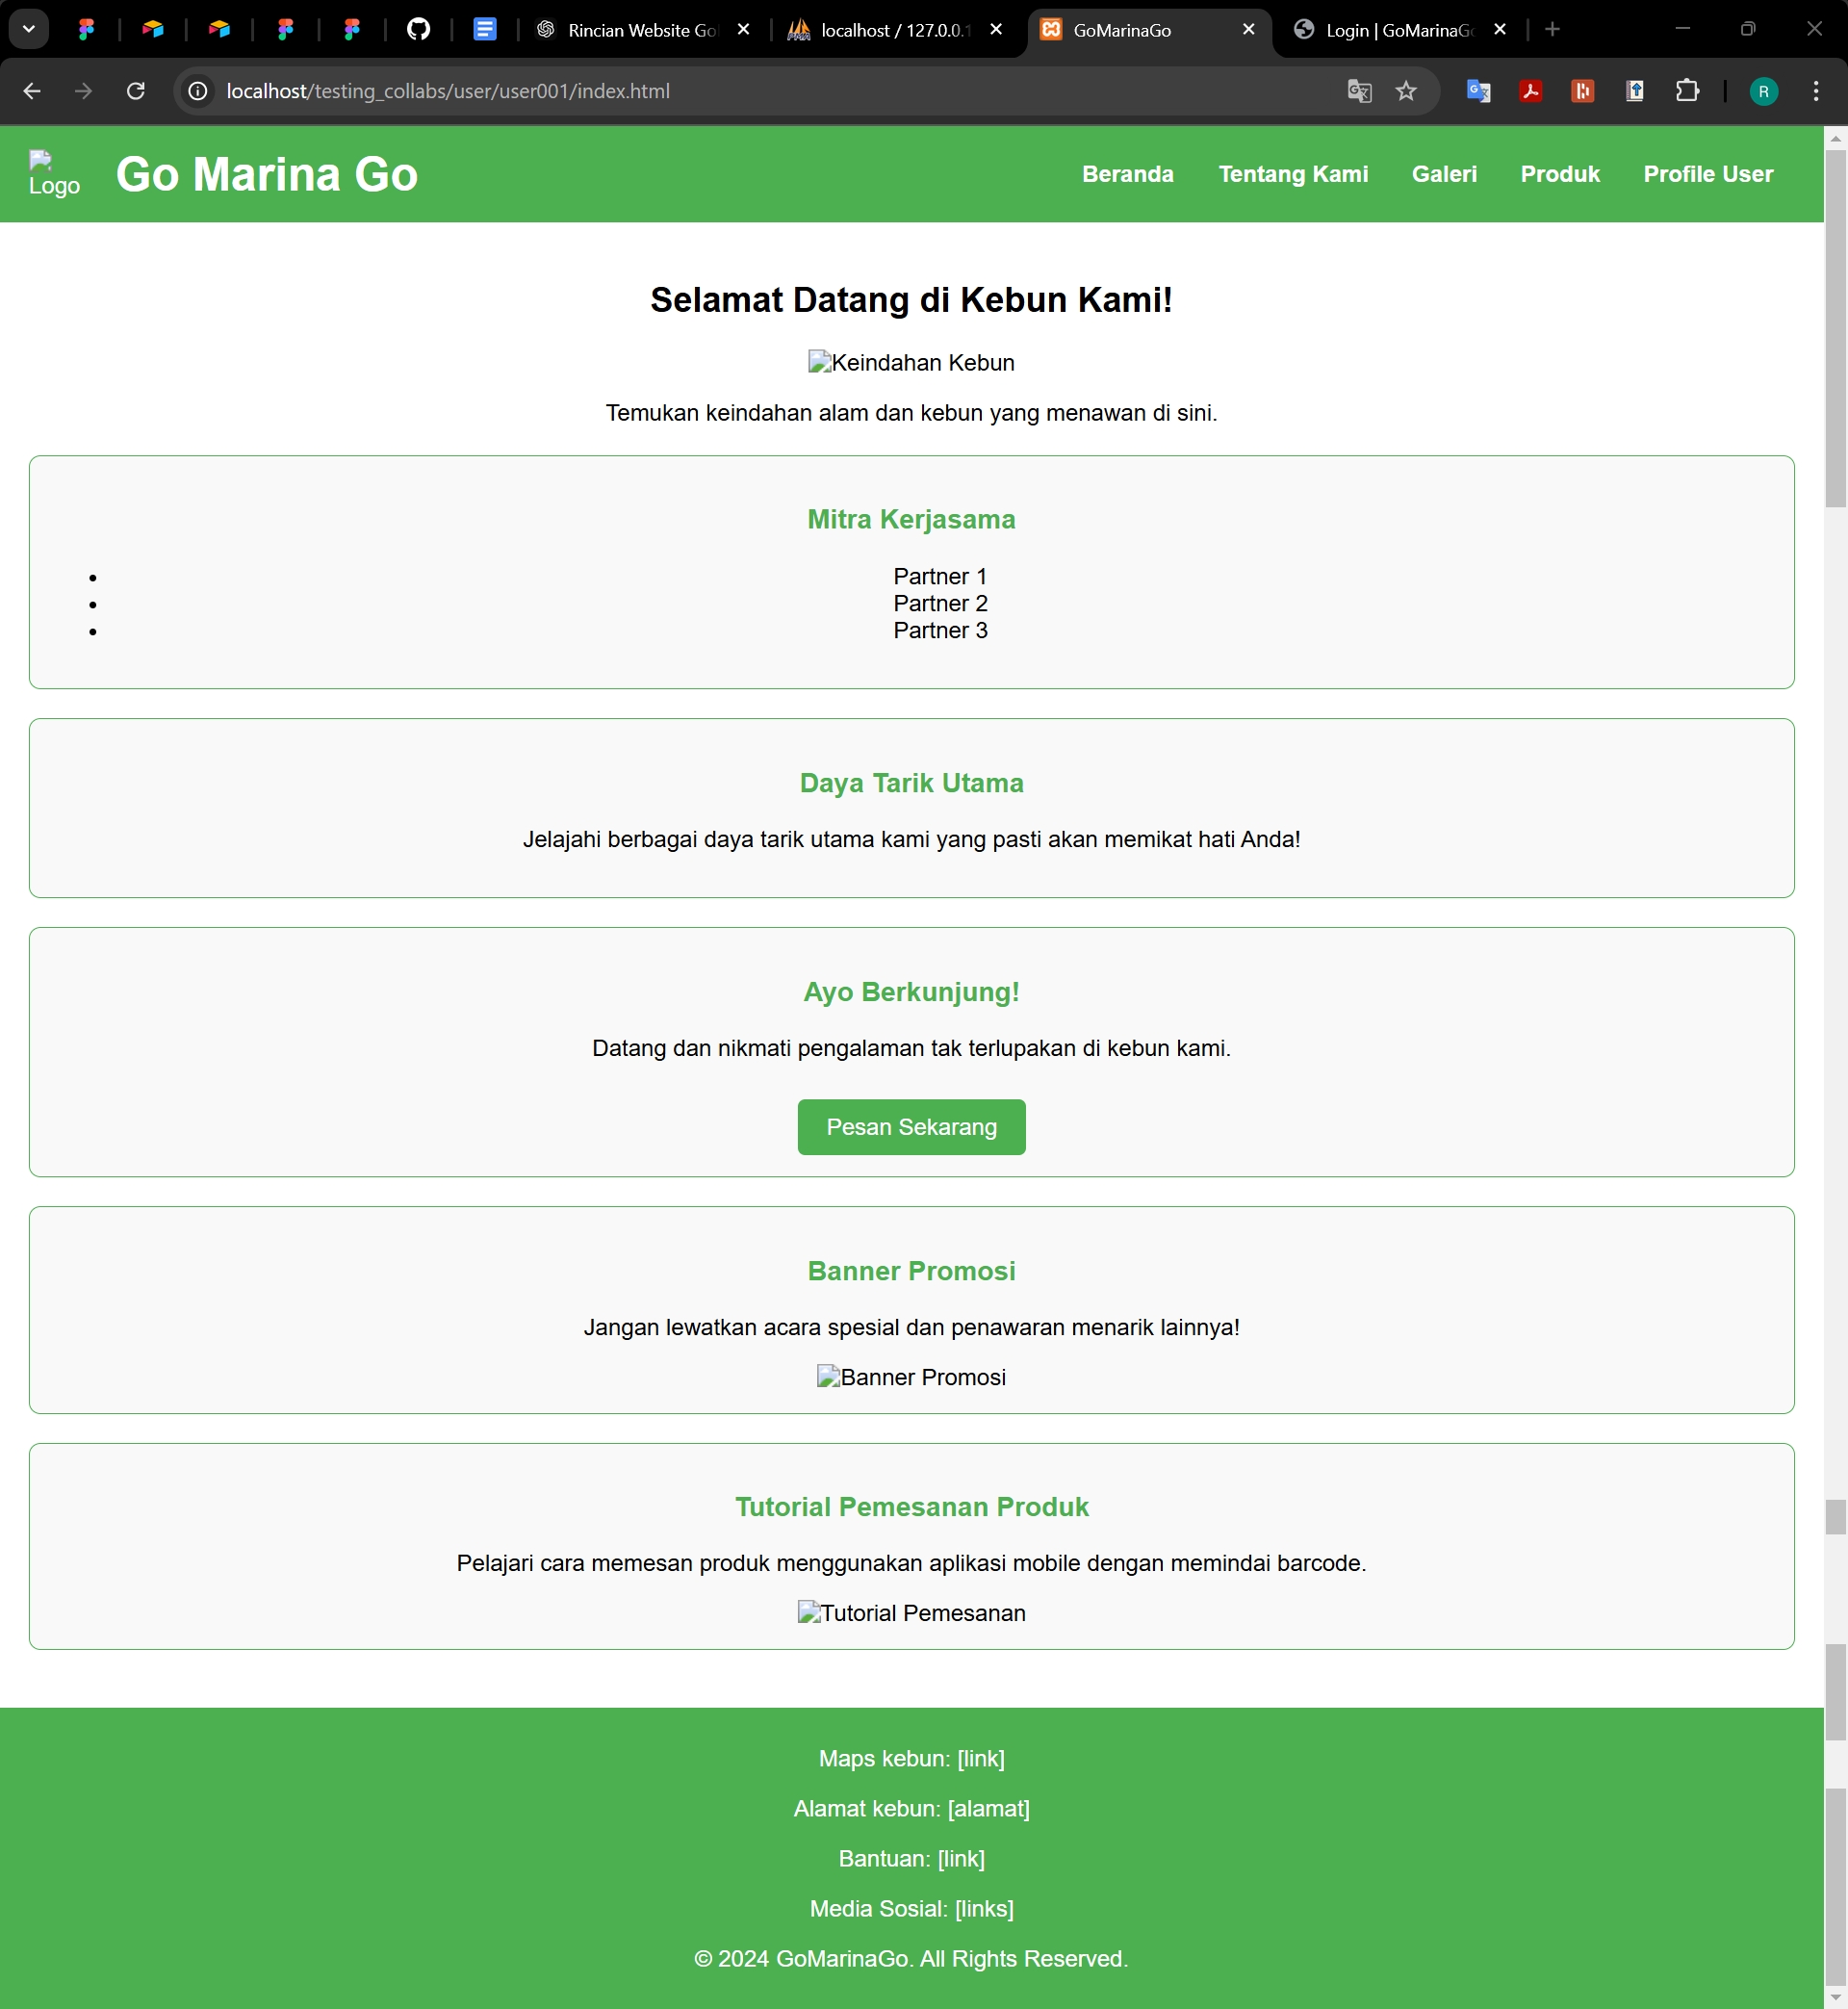 Rincian Website Go
localhost / 127.0.0.1
GoMarinaGo
Login | GoMarinaGo
localhost/testing_collabs/user/user001/index.html
R
Logo
Go Marina Go
Beranda
Tentang Kami
Galeri
Produk
Profile User
Selamat Datang di Kebun Kami!
Keindahan Kebun
Temukan keindahan alam dan kebun yang menawan di sini.
Mitra Kerjasama
• Partner 1
• Partner 2
• Partner 3
Daya Tarik Utama
Jelajahi berbagai daya tarik utama kami yang pasti akan memikat hati Anda!
Ayo Berkunjung!
Datang dan nikmati pengalaman tak terlupakan di kebun kami.
Pesan Sekarang
Banner Promosi
Jangan lewatkan acara spesial dan penawaran menarik lainnya!
Banner Promosi
Tutorial Pemesanan Produk
Pelajari cara memesan produk menggunakan aplikasi mobile dengan memindai barcode.
Tutorial Pemesanan
Maps kebun: [link]
Alamat kebun: [alamat]
Bantuan: [link]
Media Sosial: [links]
© 2024 GoMarinaGo. All Rights Reserved.